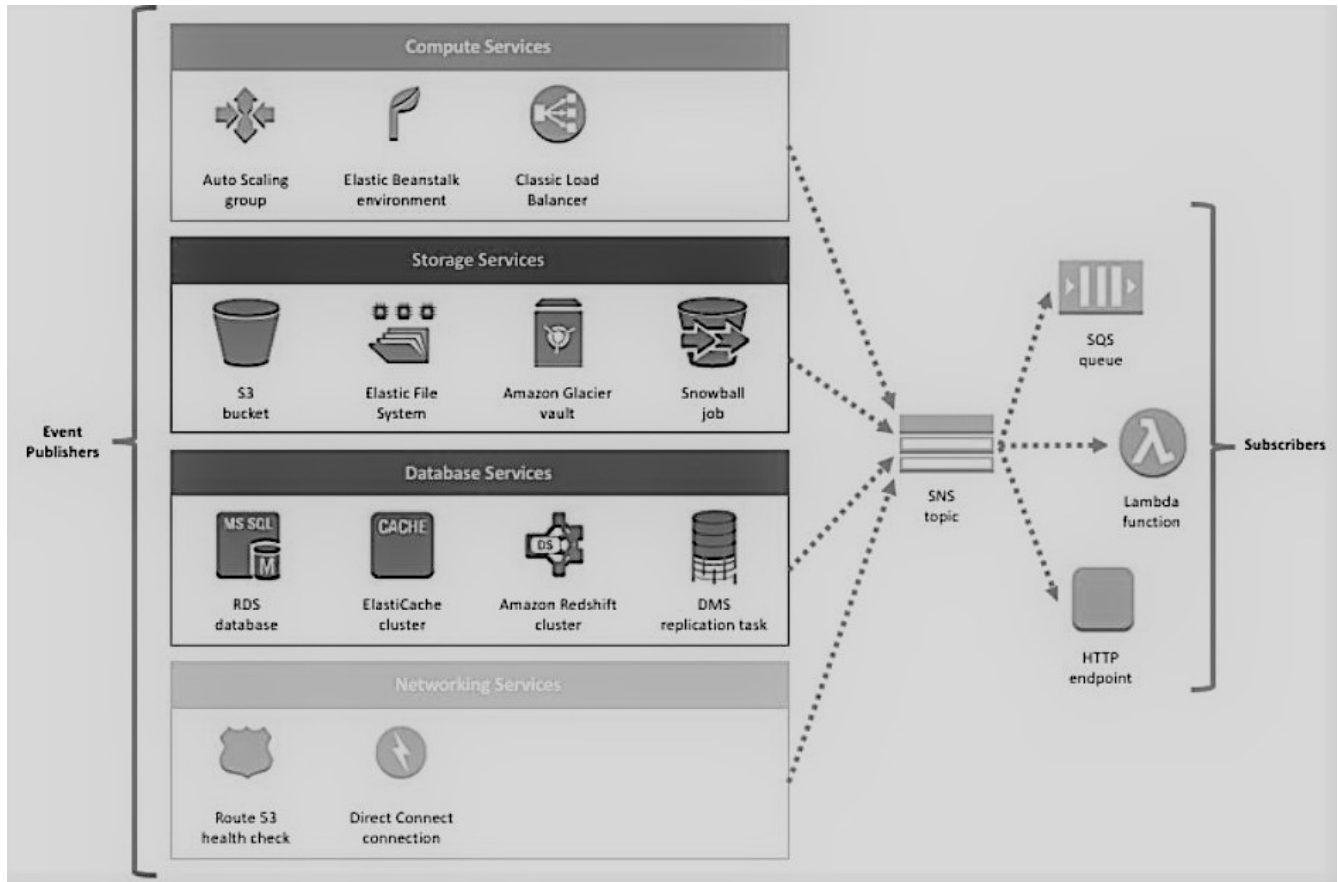 Compute Services
Auto Scaling
group
Elastic Beanstalk
environment
Classic Load
Balancer
Storage Services
S3
bucket
Elastic File
System
Amazon Glacier
vault
Snowball
job
Event
Publishers
Database Services
MS SQL
M
RDS
database
CACHE
ElastiCache
cluster
DS
Amazon Redshift
cluster
DMS
replication task
Networking Services
Route 53
health check
Direct Connect
connection
SNS
topic
SQS
queue
λ
Lambda
function
HTTP
endpoint
Subscribers